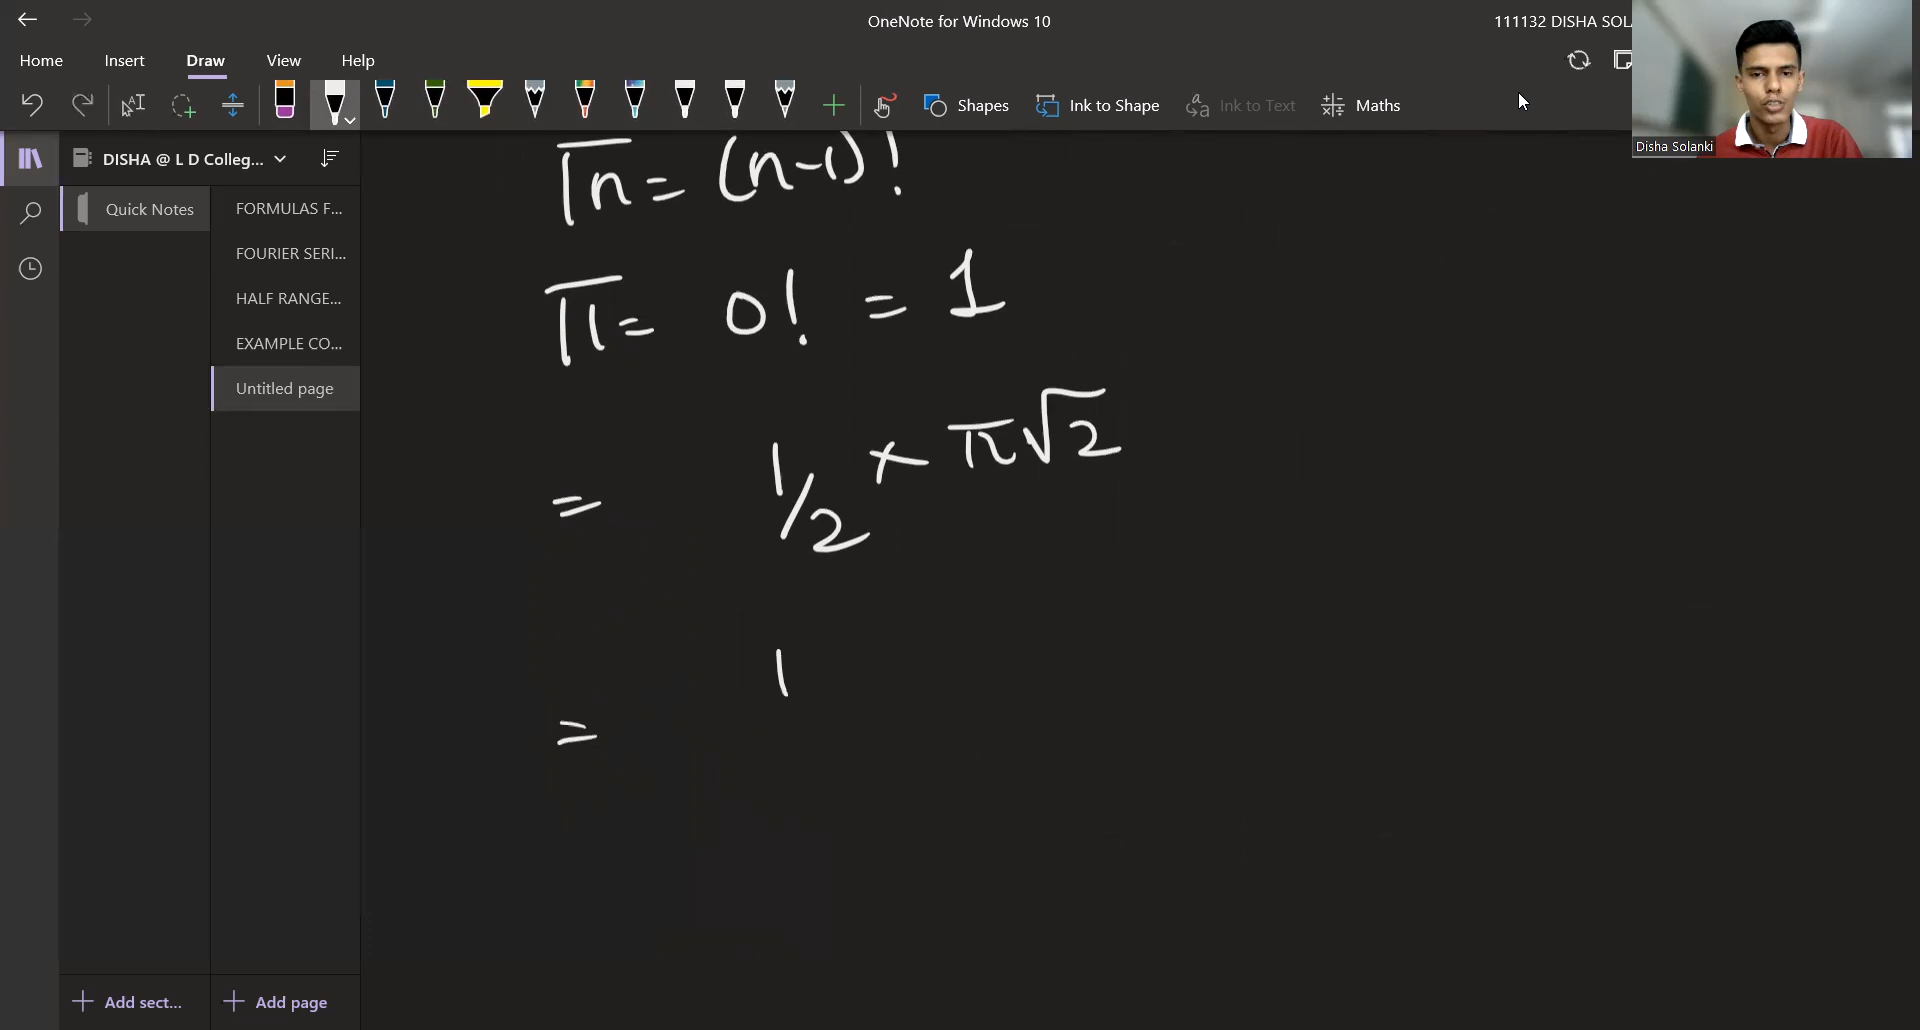 OneNote for Windows 10
111132 DISHA SOLA
Home Insert Draw View Help
Shapes Ink to Shape Ink to Text Maths
Disha Solanki
DISHA @ L D Colleg...
Quick Notes
FORMULAS F...
FOURIER SERI...
HALF RANGE...
EXAMPLE CO...
Untitled page
Γn = (n-1)!
Γ1 = 0! = 1
= 1/2 × π√2
= 1
+ Add sect...
+ Add page